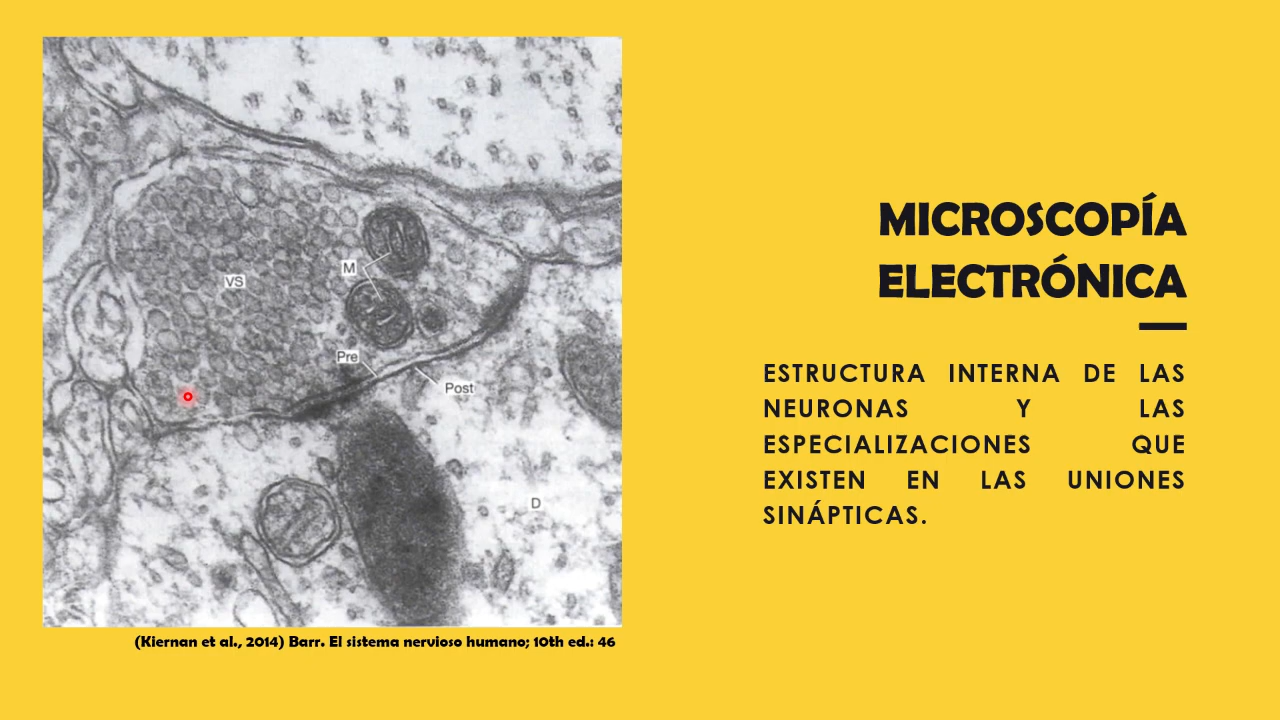 VS
M
Pre
Post
D
(Kiernan et al., 2014) Barr. El sistema nervioso humano; 10th ed.: 46
MICROSCOPÍA
ELECTRÓNICA
ESTRUCTURA INTERNA DE LAS
NEURONAS Y LAS
ESPECIALIZACIONES QUE
EXISTEN EN LAS UNIONES
SINÁPTICAS.